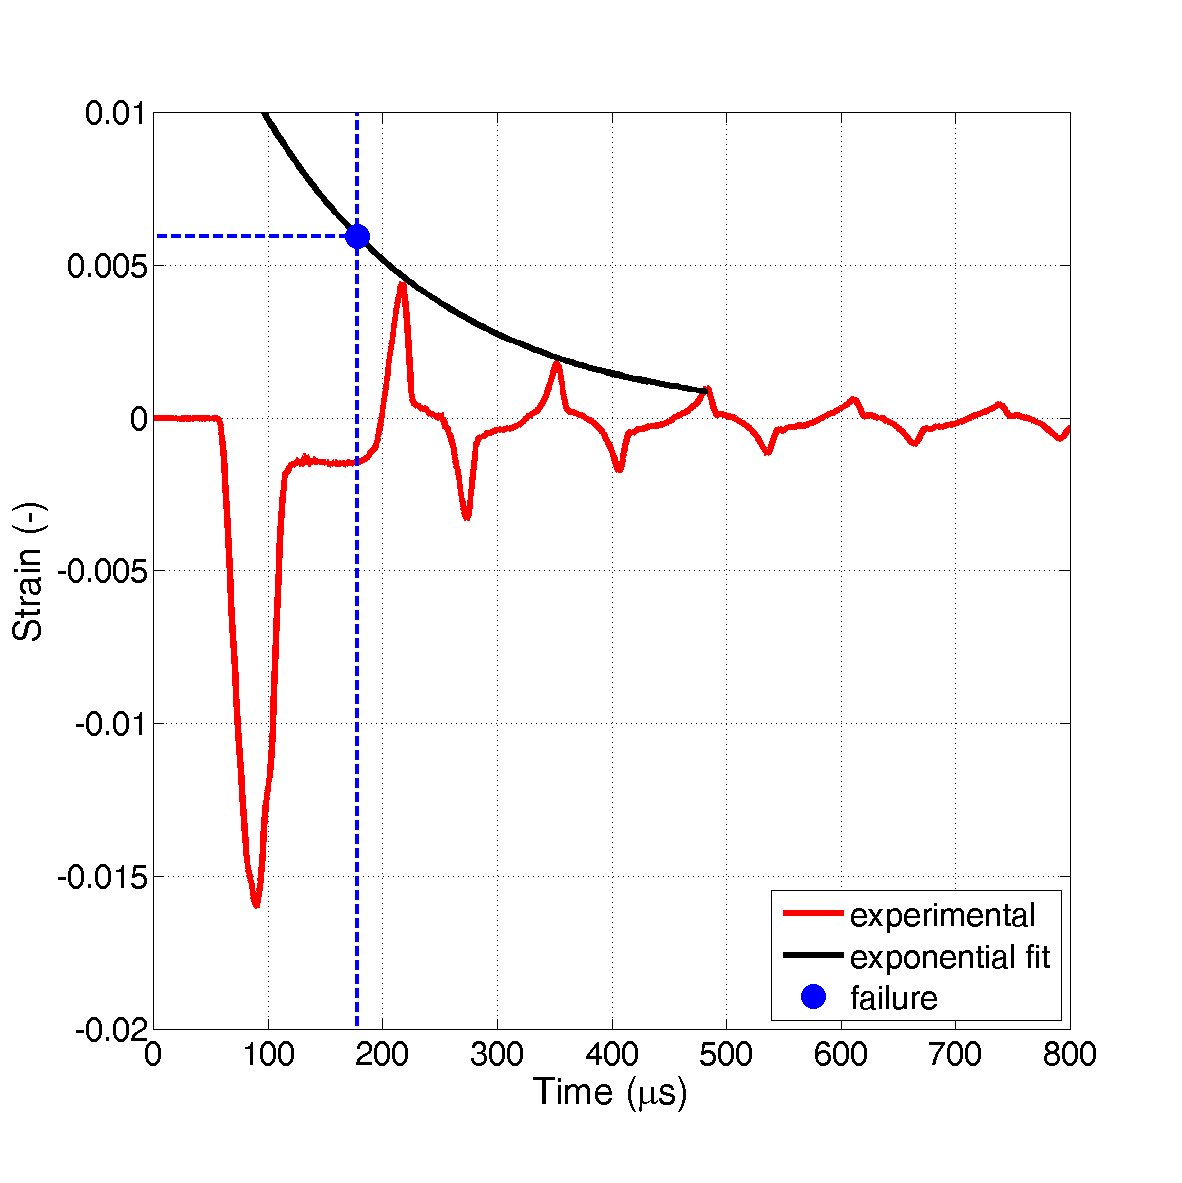 0.01
0.005
0
-0.005
-0.01
-0.015
-0.02
0 100 200 300 400 500 600 700 800
Strain (-)
Time (μs)
experimental
exponential fit
failure